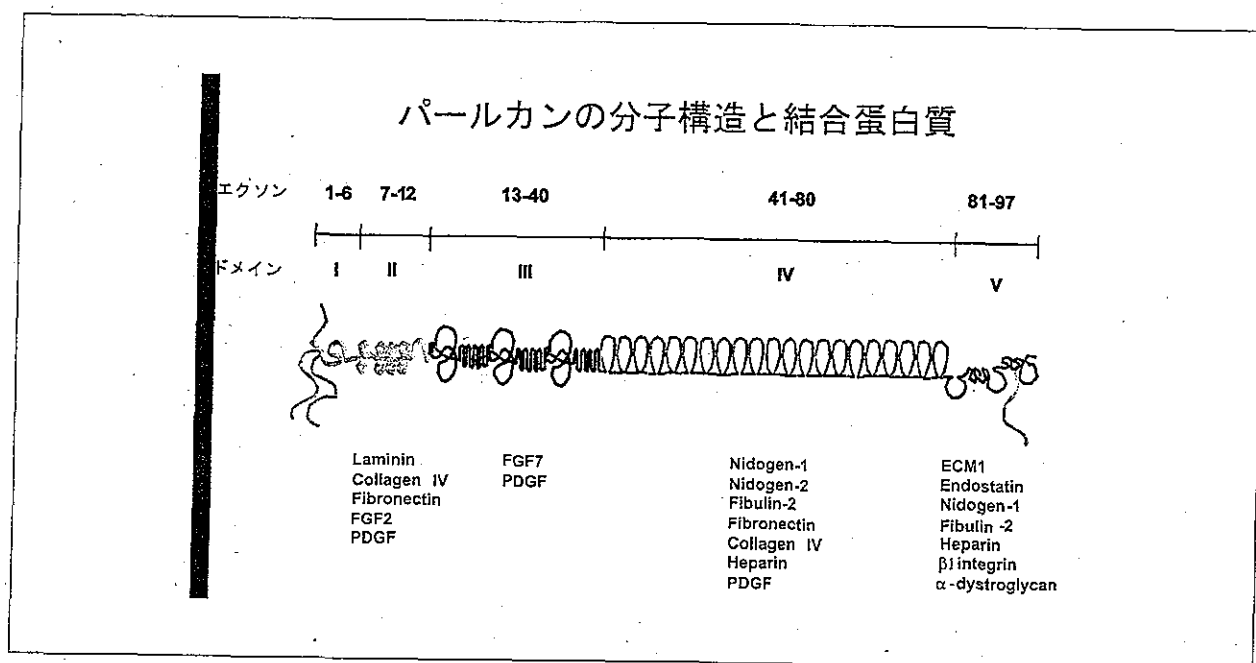 パールカンの分子構造と結合蛋白質
エクソン 1-6 7-12 13-40 41-80 81-97
ドメイン I II III IV V
Laminin
Collagen IV
Fibronectin
FGF2
PDGF
FGF7
PDGF
Nidogen-1
Nidogen-2
Fibulin-2
Fibronectin
Collagen IV
Heparin
PDGF
ECM1
Endostatin
Nidogen-1
Fibulin -2
Heparin
β1 integrin
α-dystroglycan